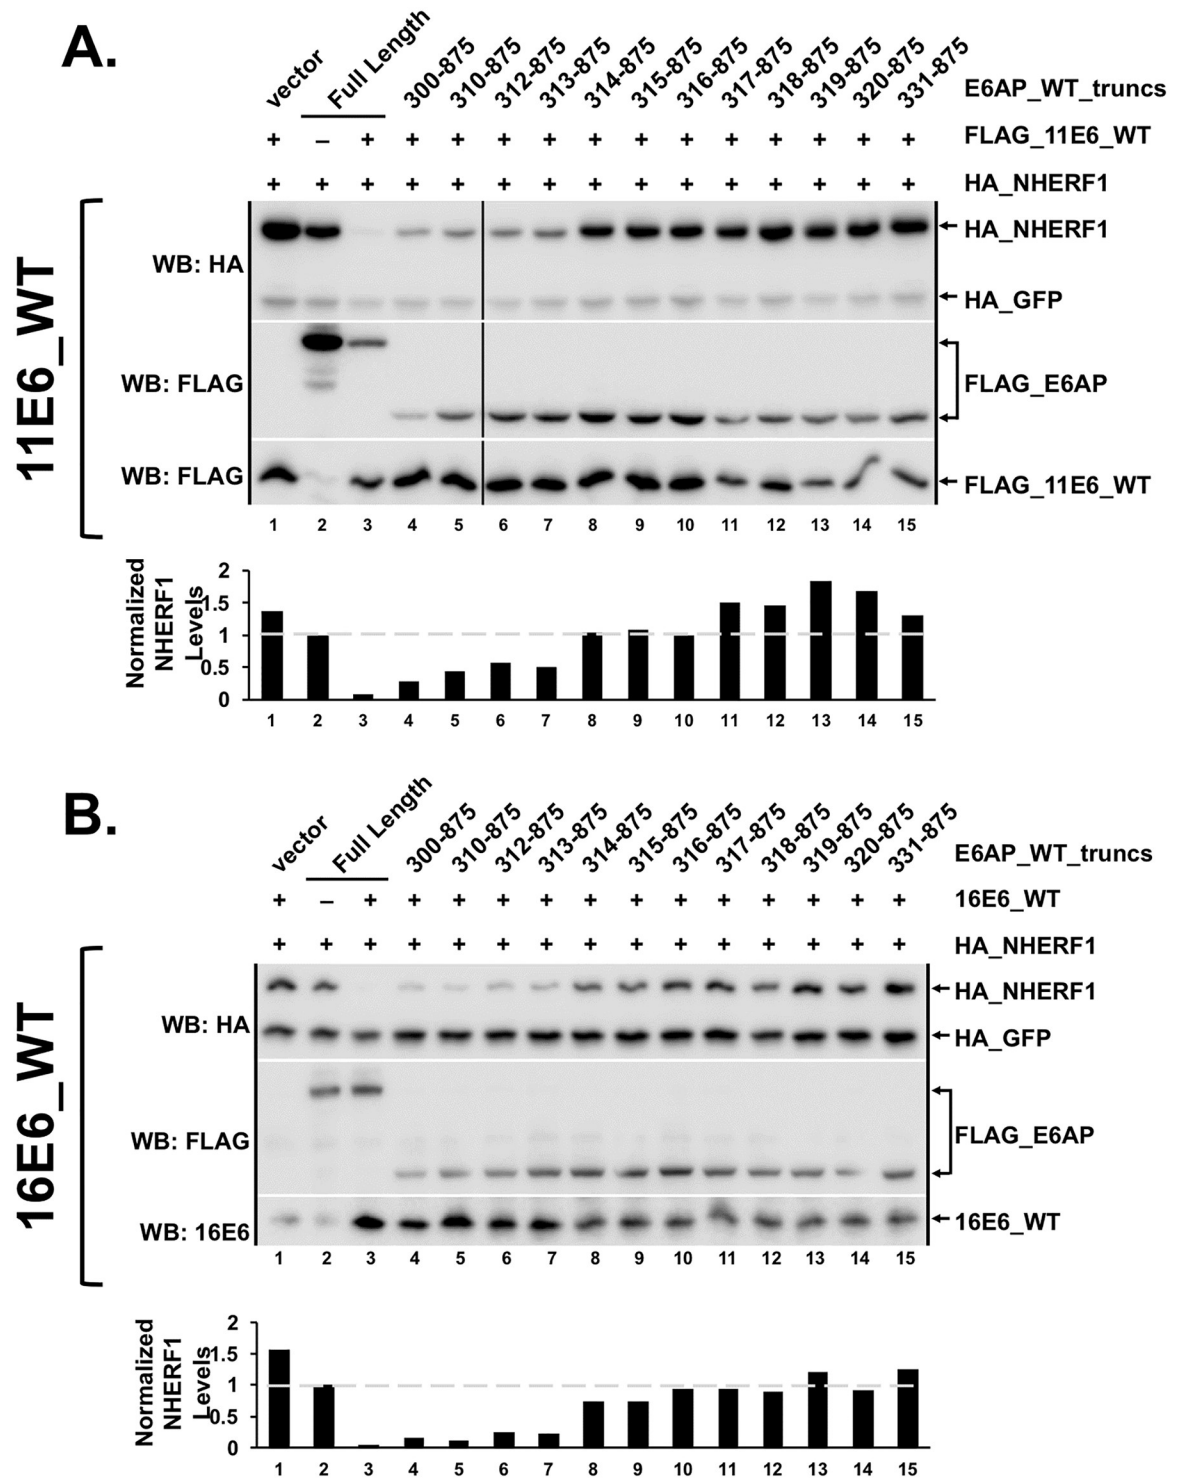 A.
vector Full Length 300-875 310-875 312-875 313-875 314-875 315-875 316-875 317-875 318-875 319-875 320-875 331-875 E6AP_WT_truncs
+ – + + + + + + + + + + + + + FLAG_11E6_WT
+ + + + + + + + + + + + + + + HA_NHERF1
11E6_WT
WB: HA
HA_NHERF1
HA_GFP
WB: FLAG
FLAG_E6AP
WB: FLAG
FLAG_11E6_WT
1 2 3 4 5 6 7 8 9 10 11 12 13 14 15
Normalized
NHERF1
Levels
2
1.5
1
0.5
0
1 2 3 4 5 6 7 8 9 10 11 12 13 14 15
B.
vector Full Length 300-875 310-875 312-875 313-875 314-875 315-875 316-875 317-875 318-875 319-875 320-875 331-875 E6AP_WT_truncs
+ – + + + + + + + + + + + + + 16E6_WT
+ + + + + + + + + + + + + + + HA_NHERF1
16E6_WT
WB: HA
HA_NHERF1
HA_GFP
WB: FLAG
FLAG_E6AP
WB: 16E6
16E6_WT
1 2 3 4 5 6 7 8 9 10 11 12 13 14 15
Normalized
NHERF1
Levels
2
1.5
1
0.5
0
1 2 3 4 5 6 7 8 9 10 11 12 13 14 15